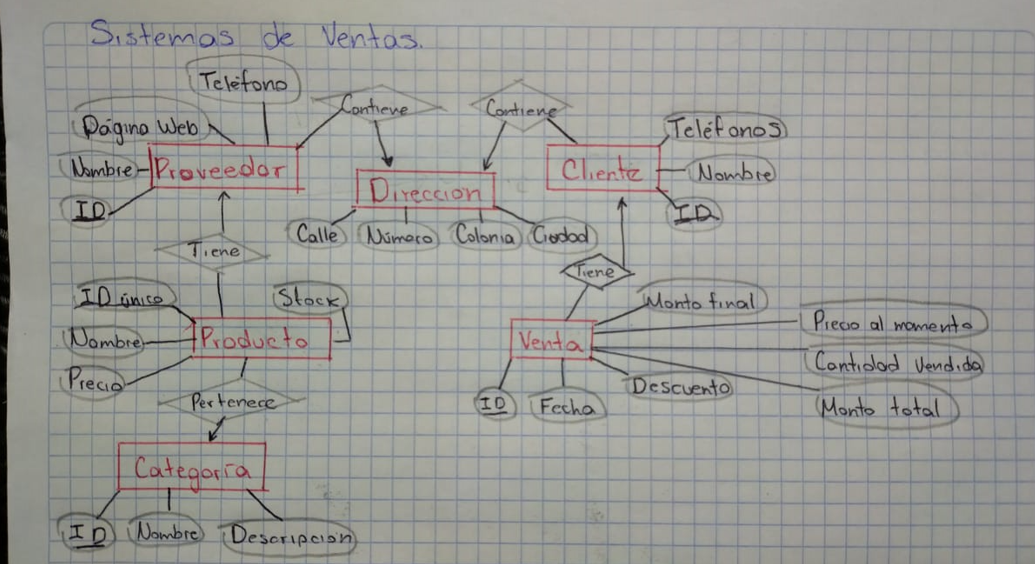 Sistemas de Ventas.
Teléfono
Contiene
Contiene
Página Web
Teléfonos
Nombre
Proveedor
Cliente
Nombre
Direccion
ID
ID
Calle
Número
Colonia
Ciudad
Tiene
Tiene
ID único
Stock
Monto final
Precio al momento
Nombre
Producto
Venta
Cantidad Vendida
Precio
Descuento
Pertenece
ID
Fecha
Monto total
Categoría
ID
Nombre
Descripción